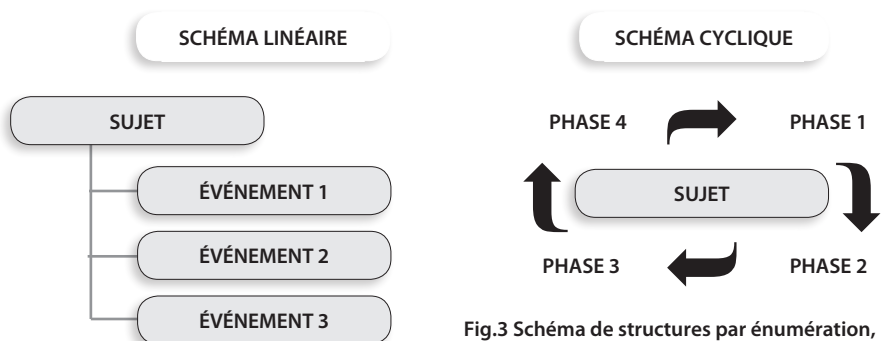 SCHÉMA LINÉAIRE
SUJET
ÉVÉNEMENT 1
ÉVÉNEMENT 2
ÉVÉNEMENT 3
SCHÉMA CYCLIQUE
PHASE 4
PHASE 1
SUJET
PHASE 3
PHASE 2
Fig.3 Schéma de structures par énumération,